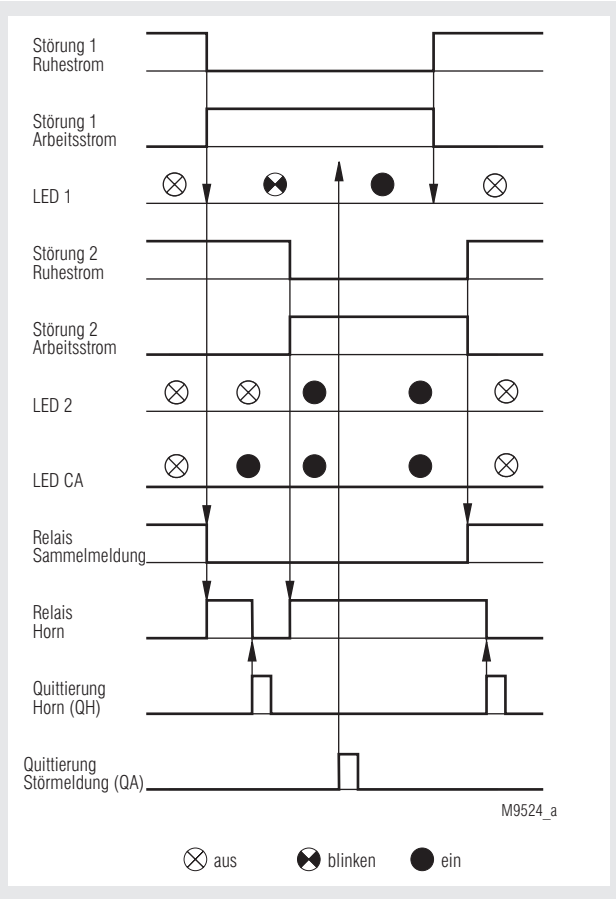 Störung 1
Ruhestrom
Störung 1
Arbeitsstrom
LED 1
Störung 2
Ruhestrom
Störung 2
Arbeitsstrom
LED 2
LED CA
Relais
Sammelmeldung
Relais
Horn
Quittierung
Horn (QH)
Quittierung
Störmeldung (QA)
M9524_a
aus blinken ein